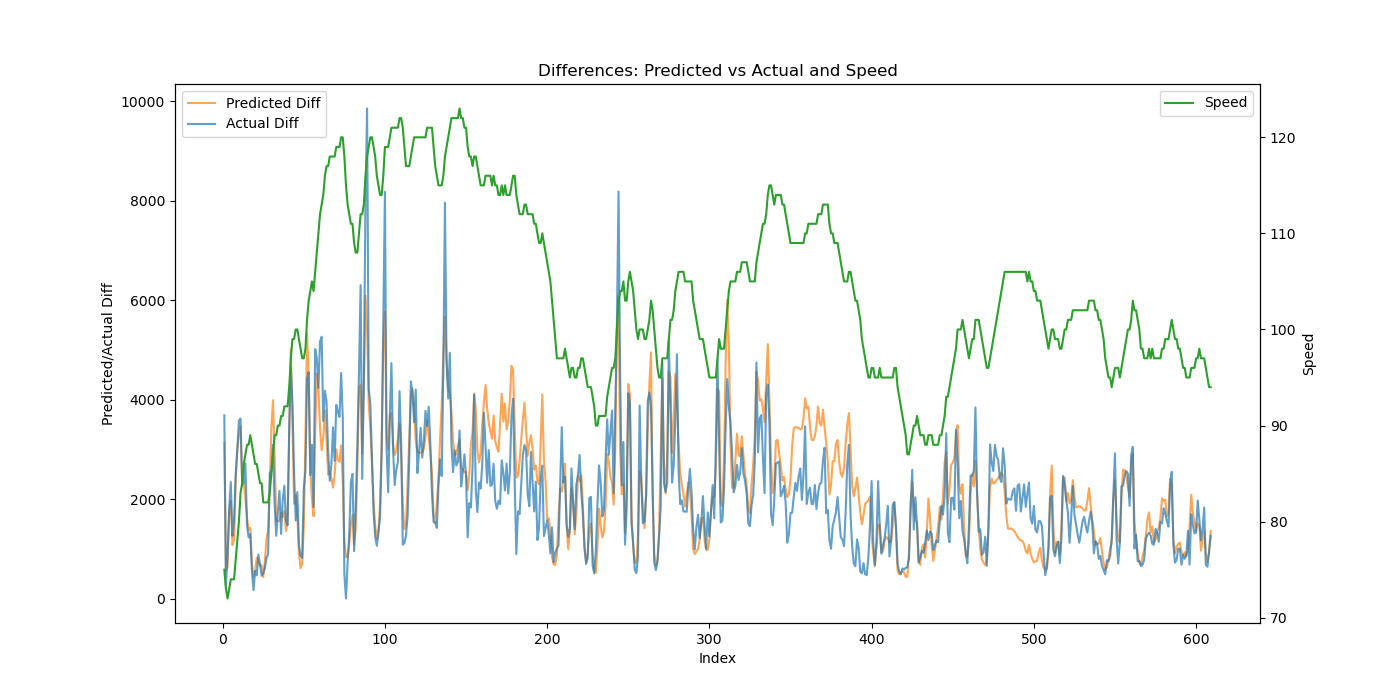 Differences: Predicted vs Actual and Speed
Predicted Diff
Actual Diff
Speed
10000
8000
6000
4000
2000
0
Predicted/Actual Diff
120
110
100
90
80
70
Speed
0 100 200 300 400 500 600
Index